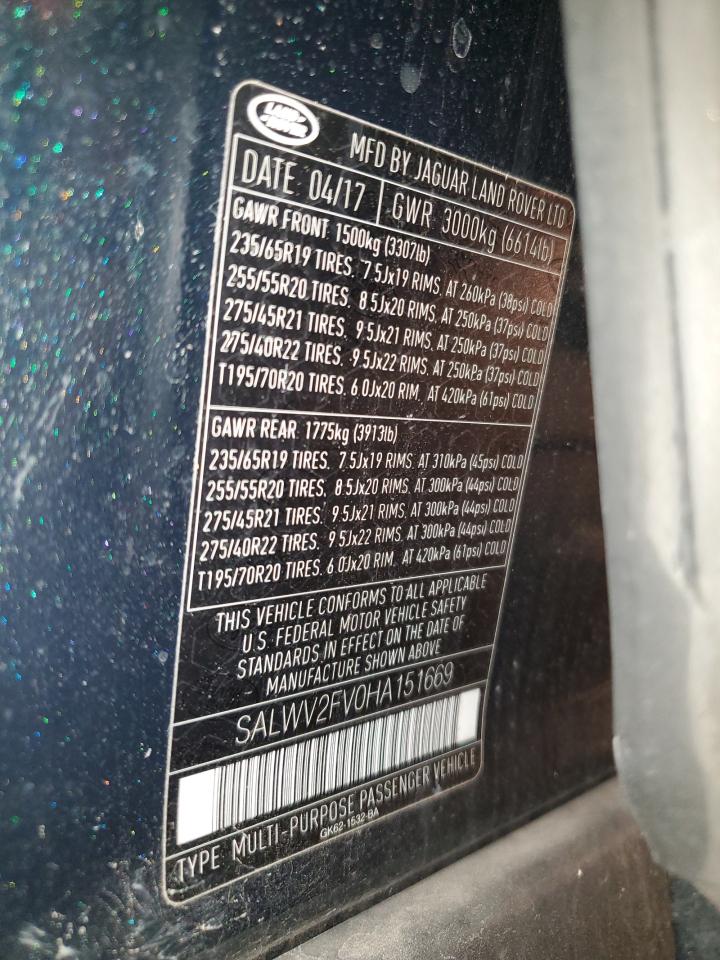 LAND
ROVER
MFD BY JAGUAR LAND ROVER LTD
DATE 04/17 GWR 3000kg (6614lb)
GAWR FRONT 1500kg (3307lb)
235/65R19 TIRES. 7.5Jx19 RIMS. AT 260kPa (38psi) COLD
255/55R20 TIRES. 8.5Jx20 RIMS. AT 250kPa (37psi) COLD
275/45R21 TIRES. 9.5Jx21 RIMS. AT 250kPa (37psi) COLD
275/40R22 TIRES. 9.5Jx22 RIMS. AT 250kPa (37psi) COLD
T195/70R20 TIRES. 6.0Jx20 RIM. AT 420kPa (61psi) COLD
GAWR REAR 1775kg (3913lb)
235/65R19 TIRES. 7.5Jx19 RIMS. AT 310kPa (45psi) COLD
255/55R20 TIRES. 8.5Jx20 RIMS. AT 300kPa (44psi) COLD
275/45R21 TIRES. 9.5Jx21 RIMS. AT 300kPa (44psi) COLD
275/40R22 TIRES. 9.5Jx22 RIMS. AT 300kPa (44psi) COLD
T195/70R20 TIRES. 6.0Jx20 RIM. AT 420kPa (61psi) COLD
THIS VEHICLE CONFORMS TO ALL APPLICABLE
U.S. FEDERAL MOTOR VEHICLE SAFETY
STANDARDS IN EFFECT ON THE DATE OF
MANUFACTURE SHOWN ABOVE
SALWV2FV0HA151669
TYPE MULTI-PURPOSE PASSENGER VEHICLE
GK62-1532-BA